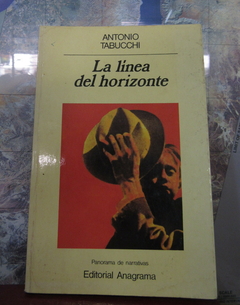 ANTONIO
TABUCCHI
La línea
del horizonte
Panorama de narrativas
Editorial Anagrama